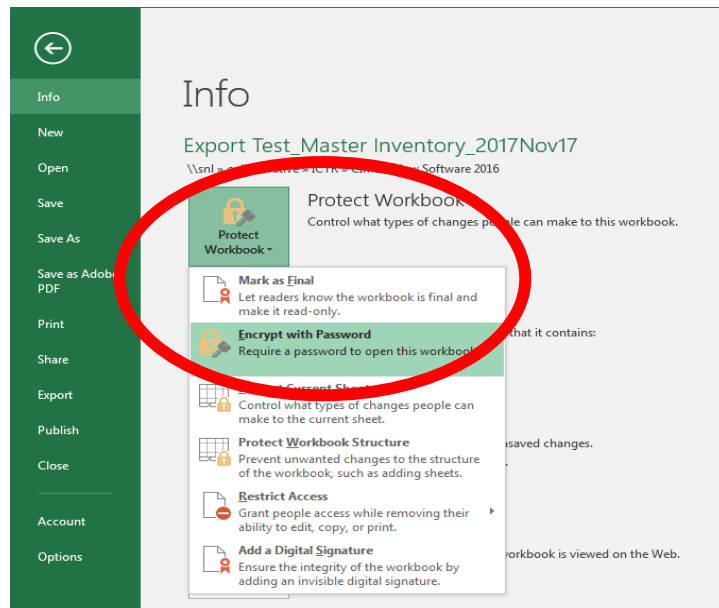 Info
New
Open
Save
Save As
Save as Adobe
PDF
Print
Share
Export
Publish
Close
Account
Options
Info
Export Test_Master Inventory_2017Nov17
\\snl » » ICTR » Software 2016
Protect
Workbook
Protect Workbook
Control what types of changes people can make to this workbook.
Mark as Final
Let readers know the workbook is final and
make it read-only.
Encrypt with Password
Require a password to open this workbook.
Current Sheet
Control what types of changes people can
make to the current sheet.
Protect Workbook Structure
Prevent unwanted changes to the structure
of the workbook, such as adding sheets.
Restrict Access
Grant people access while removing their
ability to edit, copy, or print.
Add a Digital Signature
Ensure the integrity of the workbook by
adding an invisible digital signature.
that it contains:
unsaved changes.
workbook is viewed on the Web.